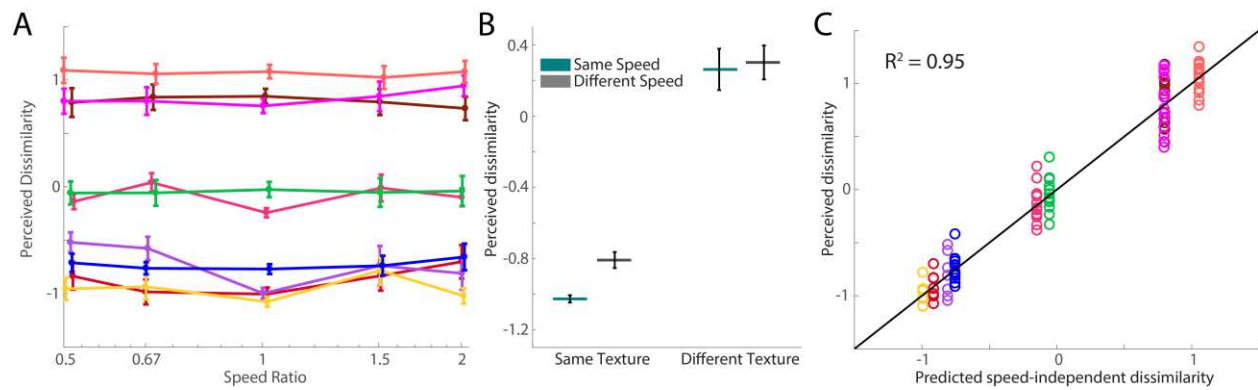 A
Perceived Dissimilarity
1
0
-1
0.5
0.67
1
1.5
2
Speed Ratio
B
Perceived dissimilarity
0.4
0
-0.4
-0.8
-1.2
Same Speed
Different Speed
Same Texture
Different Texture
C
Perceived dissimilarity
R² = 0.95
1
0
-1
-1
0
1
Predicted speed-independent dissimilarity